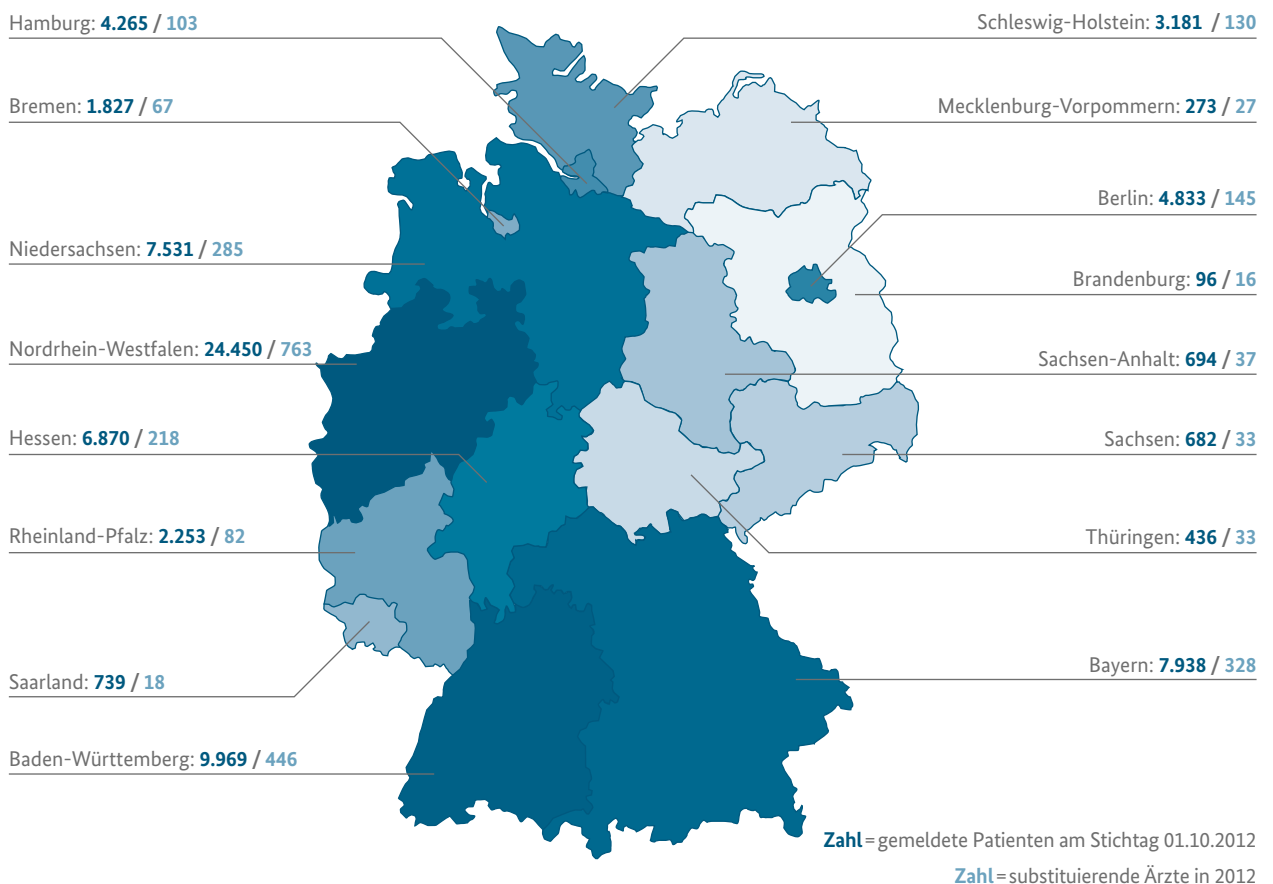 Hamburg: 4.265 / 103
Bremen: 1.827 / 67
Niedersachsen: 7.531 / 285
Nordrhein-Westfalen: 24.450 / 763
Hessen: 6.870 / 218
Rheinland-Pfalz: 2.253 / 82
Saarland: 739 / 18
Baden-Württemberg: 9.969 / 446
Schleswig-Holstein: 3.181 / 130
Mecklenburg-Vorpommern: 273 / 27
Berlin: 4.833 / 145
Brandenburg: 96 / 16
Sachsen-Anhalt: 694 / 37
Sachsen: 682 / 33
Thüringen: 436 / 33
Bayern: 7.938 / 328
Zahl = gemeldete Patienten am Stichtag 01.10.2012
Zahl = substituierende Ärzte in 2012